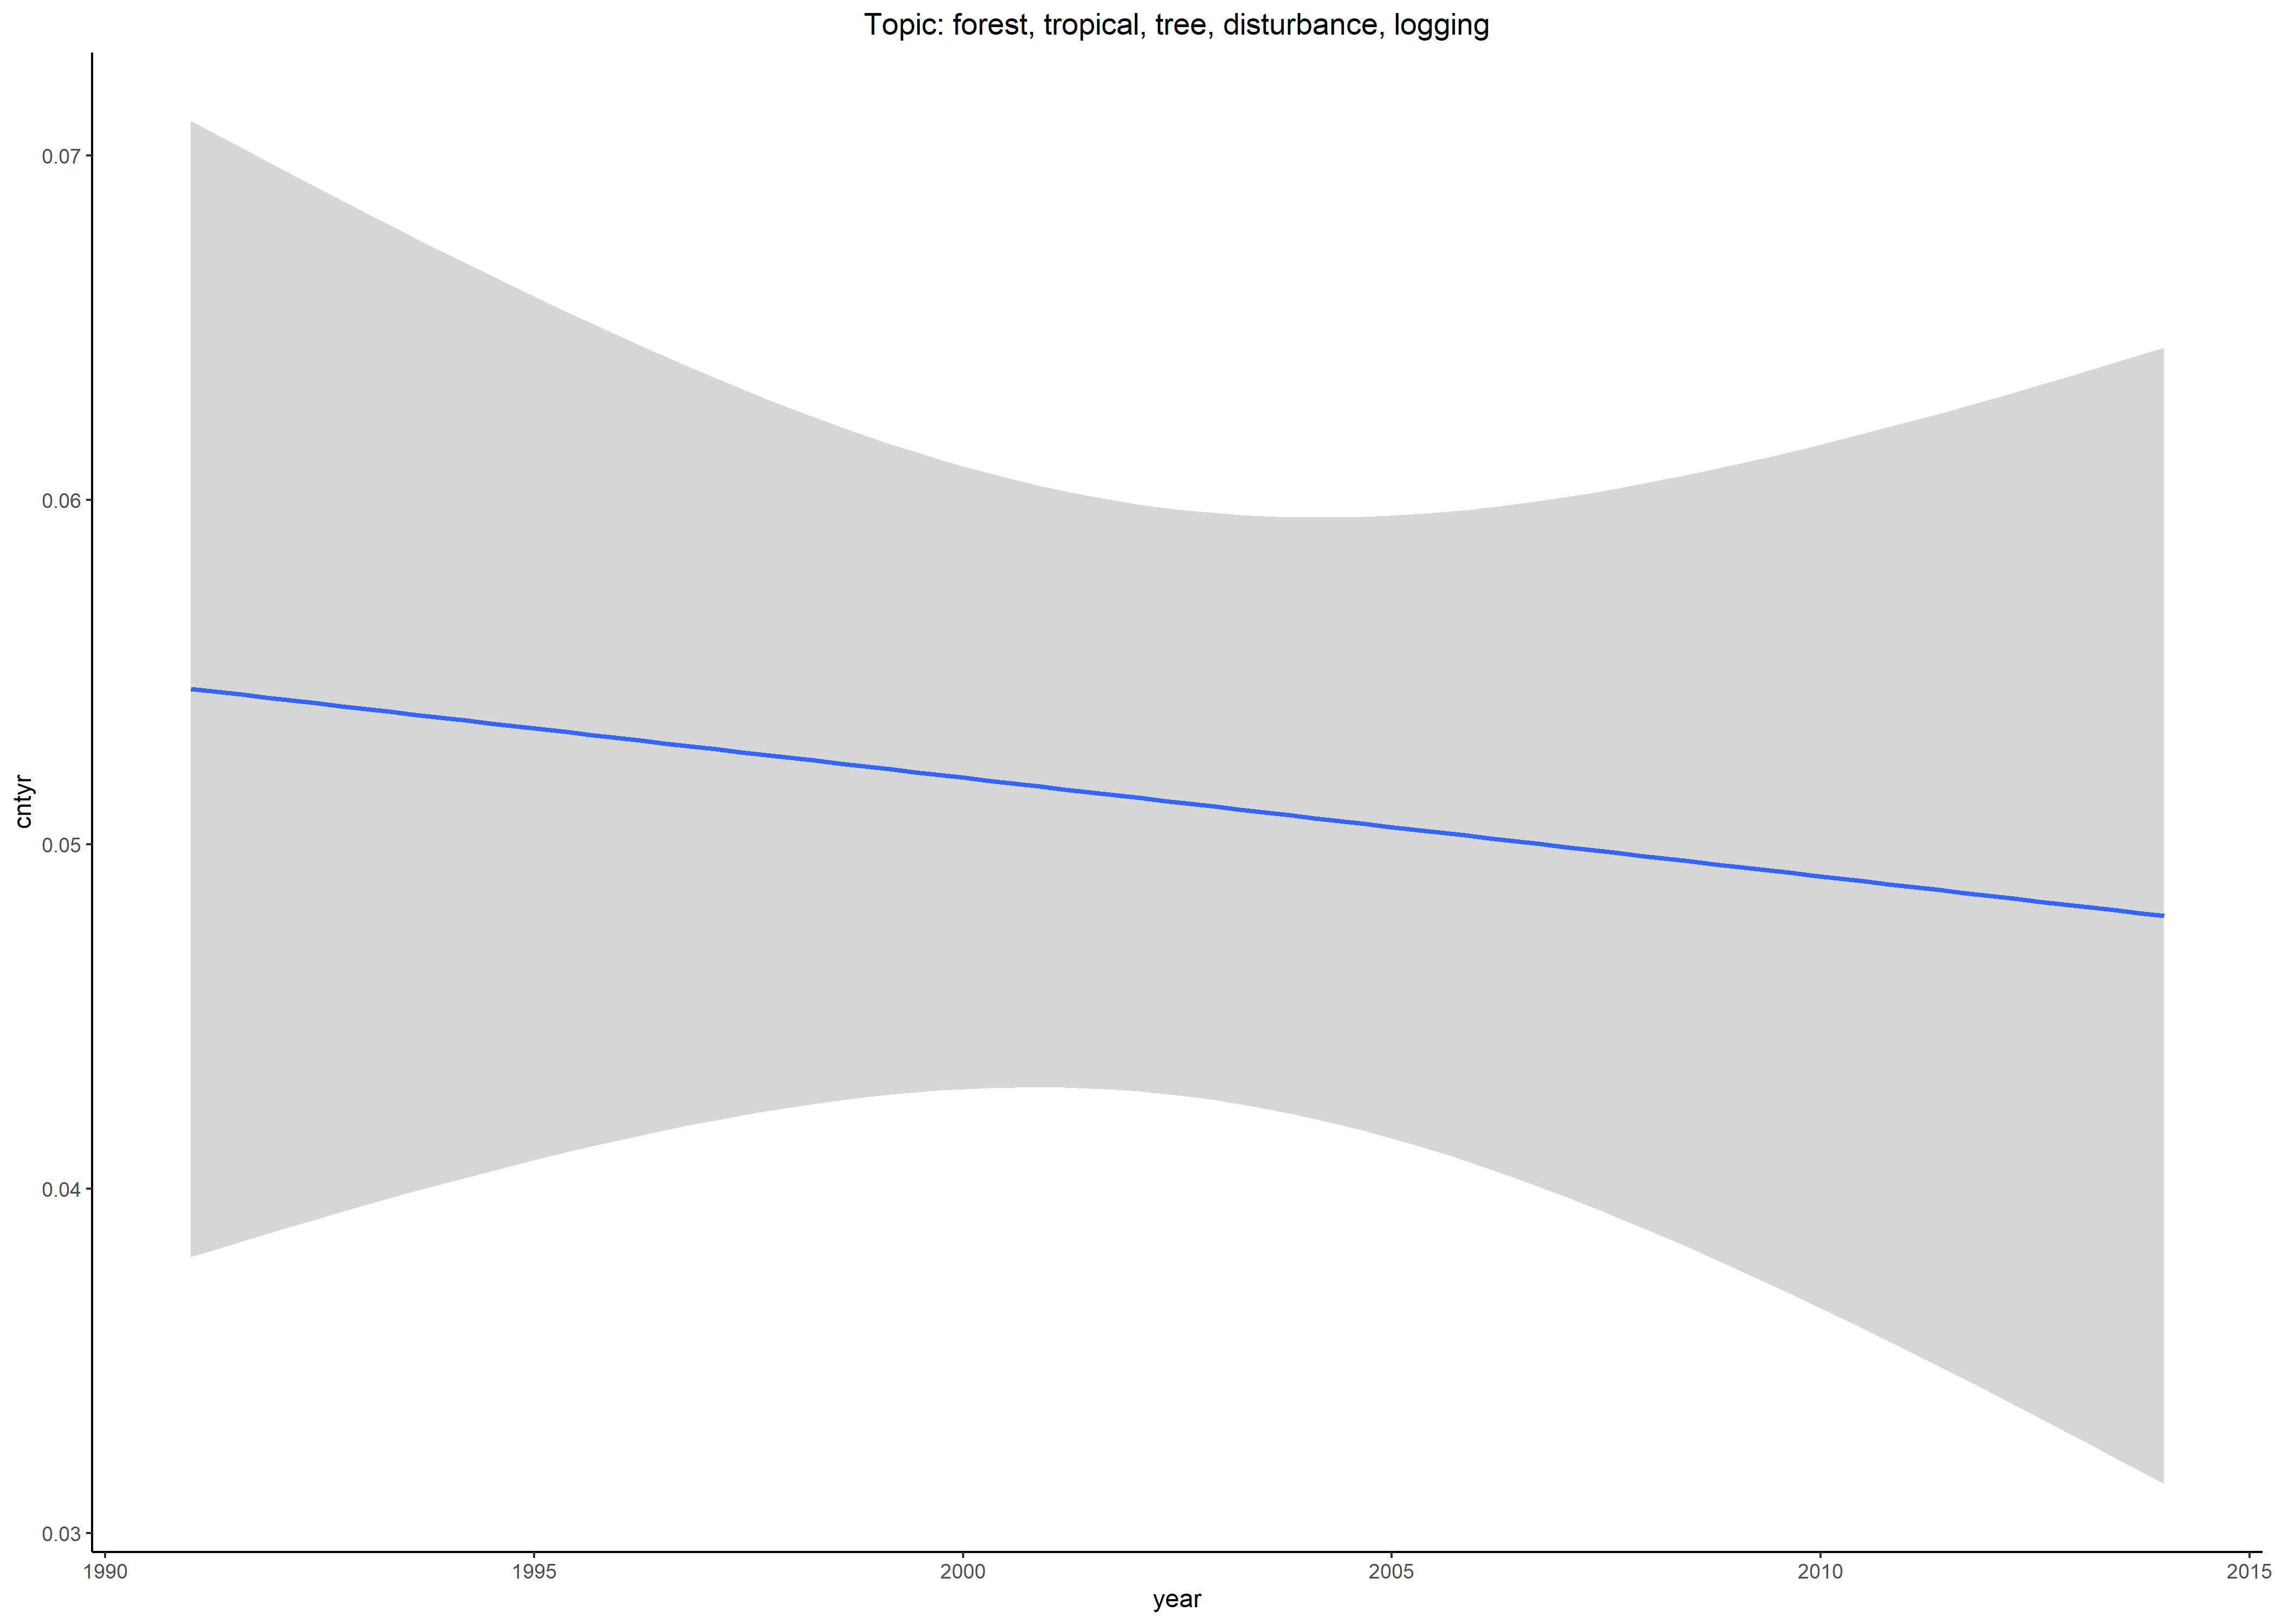 Topic: forest, tropical, tree, disturbance, logging
0.07
0.06
0.05
0.04
0.03
cntyr
1990 1995 2000 2005 2010 2015
year